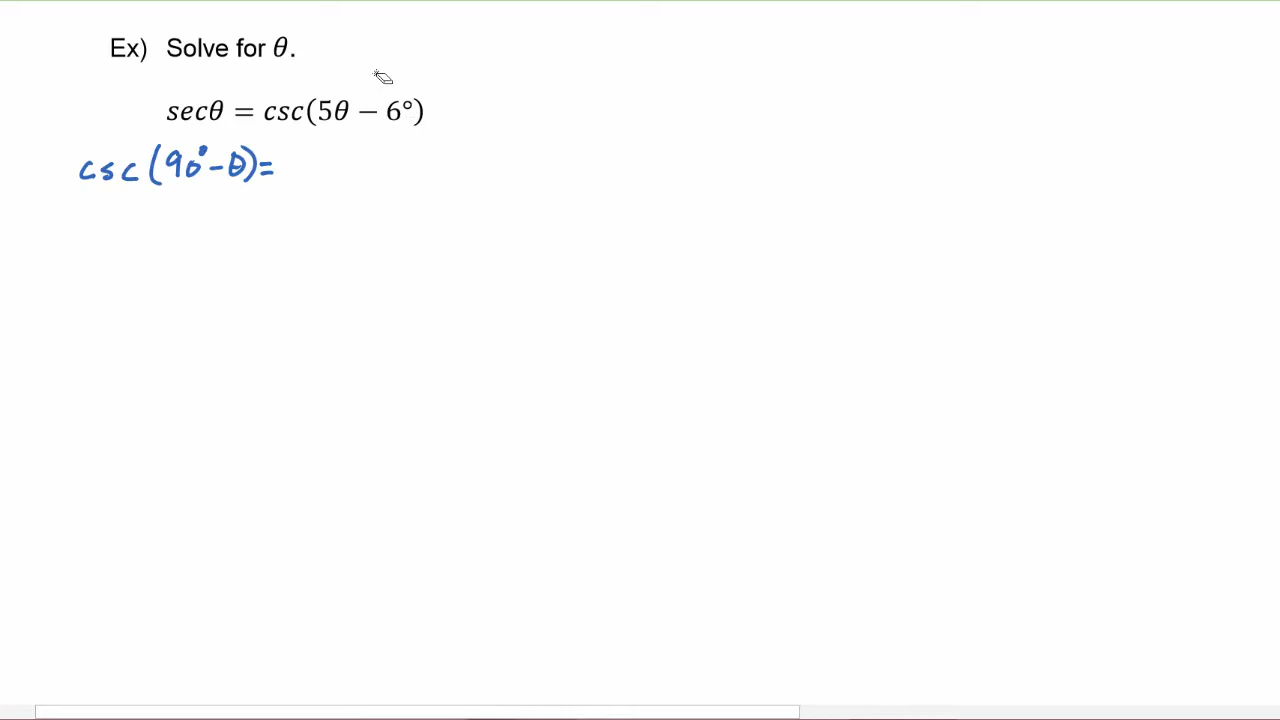 Ex) Solve for θ.
secθ = csc(5θ − 6°)
csc(90°-θ)=